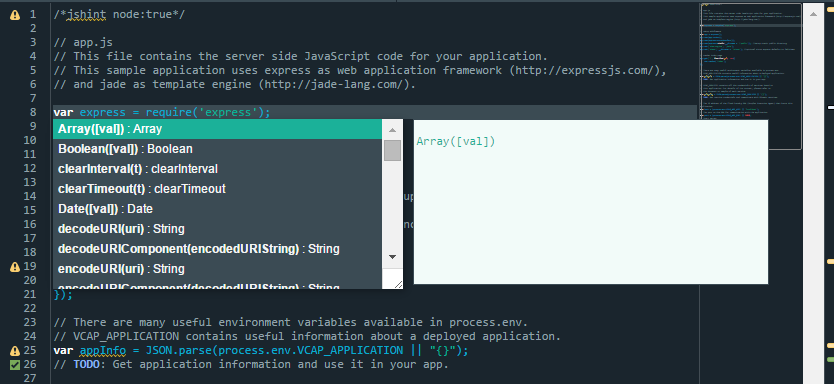 1 /*jshint node:true*/
2
3 // app.js
4 // This file contains the server side JavaScript code for your application.
5 // This sample application uses express as web application framework (http://expressjs.com/),
6 // and jade as template engine (http://jade-lang.com/).
7
8 var express = require('express');
9 Array([val]) : Array
10 Boolean([val]) : Boolean
Array([val])
11
12 clearInterval(t) : clearInterval
13 clearTimeout(t) : clearTimeout
14 Date([val]) : Date
up
15
16 decodeURI(uri) : String
17 decodeURIComponent(encodedURIString) : String
18
19 encodeURI(uri) : String
20 encodeURIComponent(decodedURIString) : String
21 });
22
23 // There are many useful environment variables available in process.env.
24 // VCAP_APPLICATION contains useful information about a deployed application.
25 var appInfo = JSON.parse(process.env.VCAP_APPLICATION || "{}");
26 // TODO: Get application information and use it in your app.
27